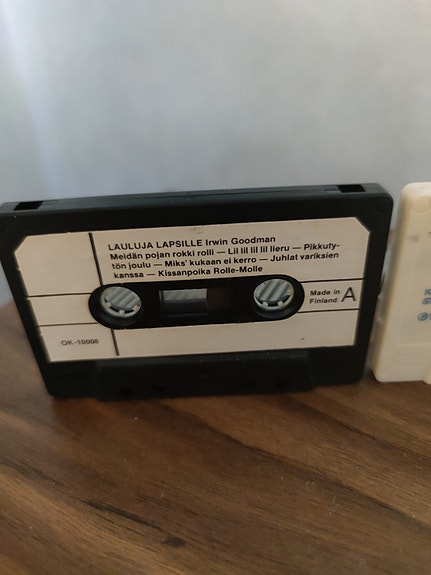 LAULUJA LAPSILLE Irwin Goodman
Meidän pojan rokki rolli — Lil lil lil lil lieru — Pikkuty-
tön joulu — Miks' kukaan ei kerro — Juhlat variksien
kanssa — Kissanpoika Rolle-Molle
Made in
Finland A
OK-10006